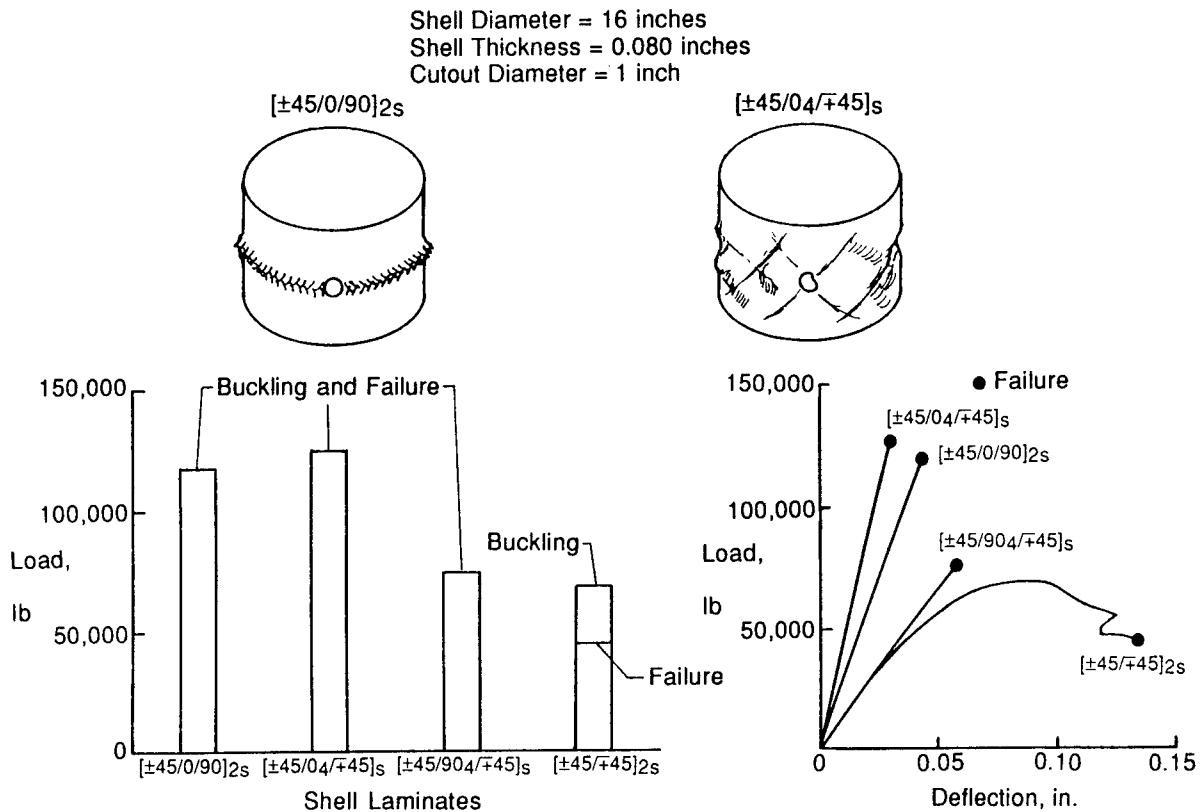 Shell Diameter = 16 inches
Shell Thickness = 0.080 inches
Cutout Diameter = 1 inch
[±45/0/90]2s
[±45/04/∓45]s
150,000
100,000
Load,
lb
50,000
0
Buckling and Failure
Buckling
Failure
[±45/0/90]2s
[±45/04/∓45]s
[±45/904/∓45]s
[±45/∓45]2s
Shell Laminates
150,000
100,000
Load,
lb
50,000
● Failure
[±45/04/∓45]s
[±45/0/90]2s
[±45/904/∓45]s
[±45/∓45]2s
0
0.05
0.10
0.15
Deflection, in.